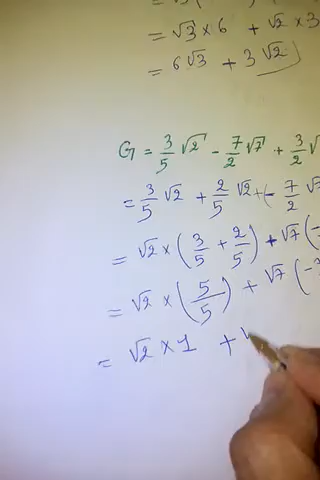 = √3 × 6 + √2 × 3
= 6√3 + 3√2
G = 3/5 √2 - 7/2 √7 + 3/2 √
= 3/5 √2 + 2/5 √2 + (- 7/2 √7
= √2 × (3/5 + 2/5) + √7 (-
= √2 × (5/5) + √7 (-
= √2 × 1 + √